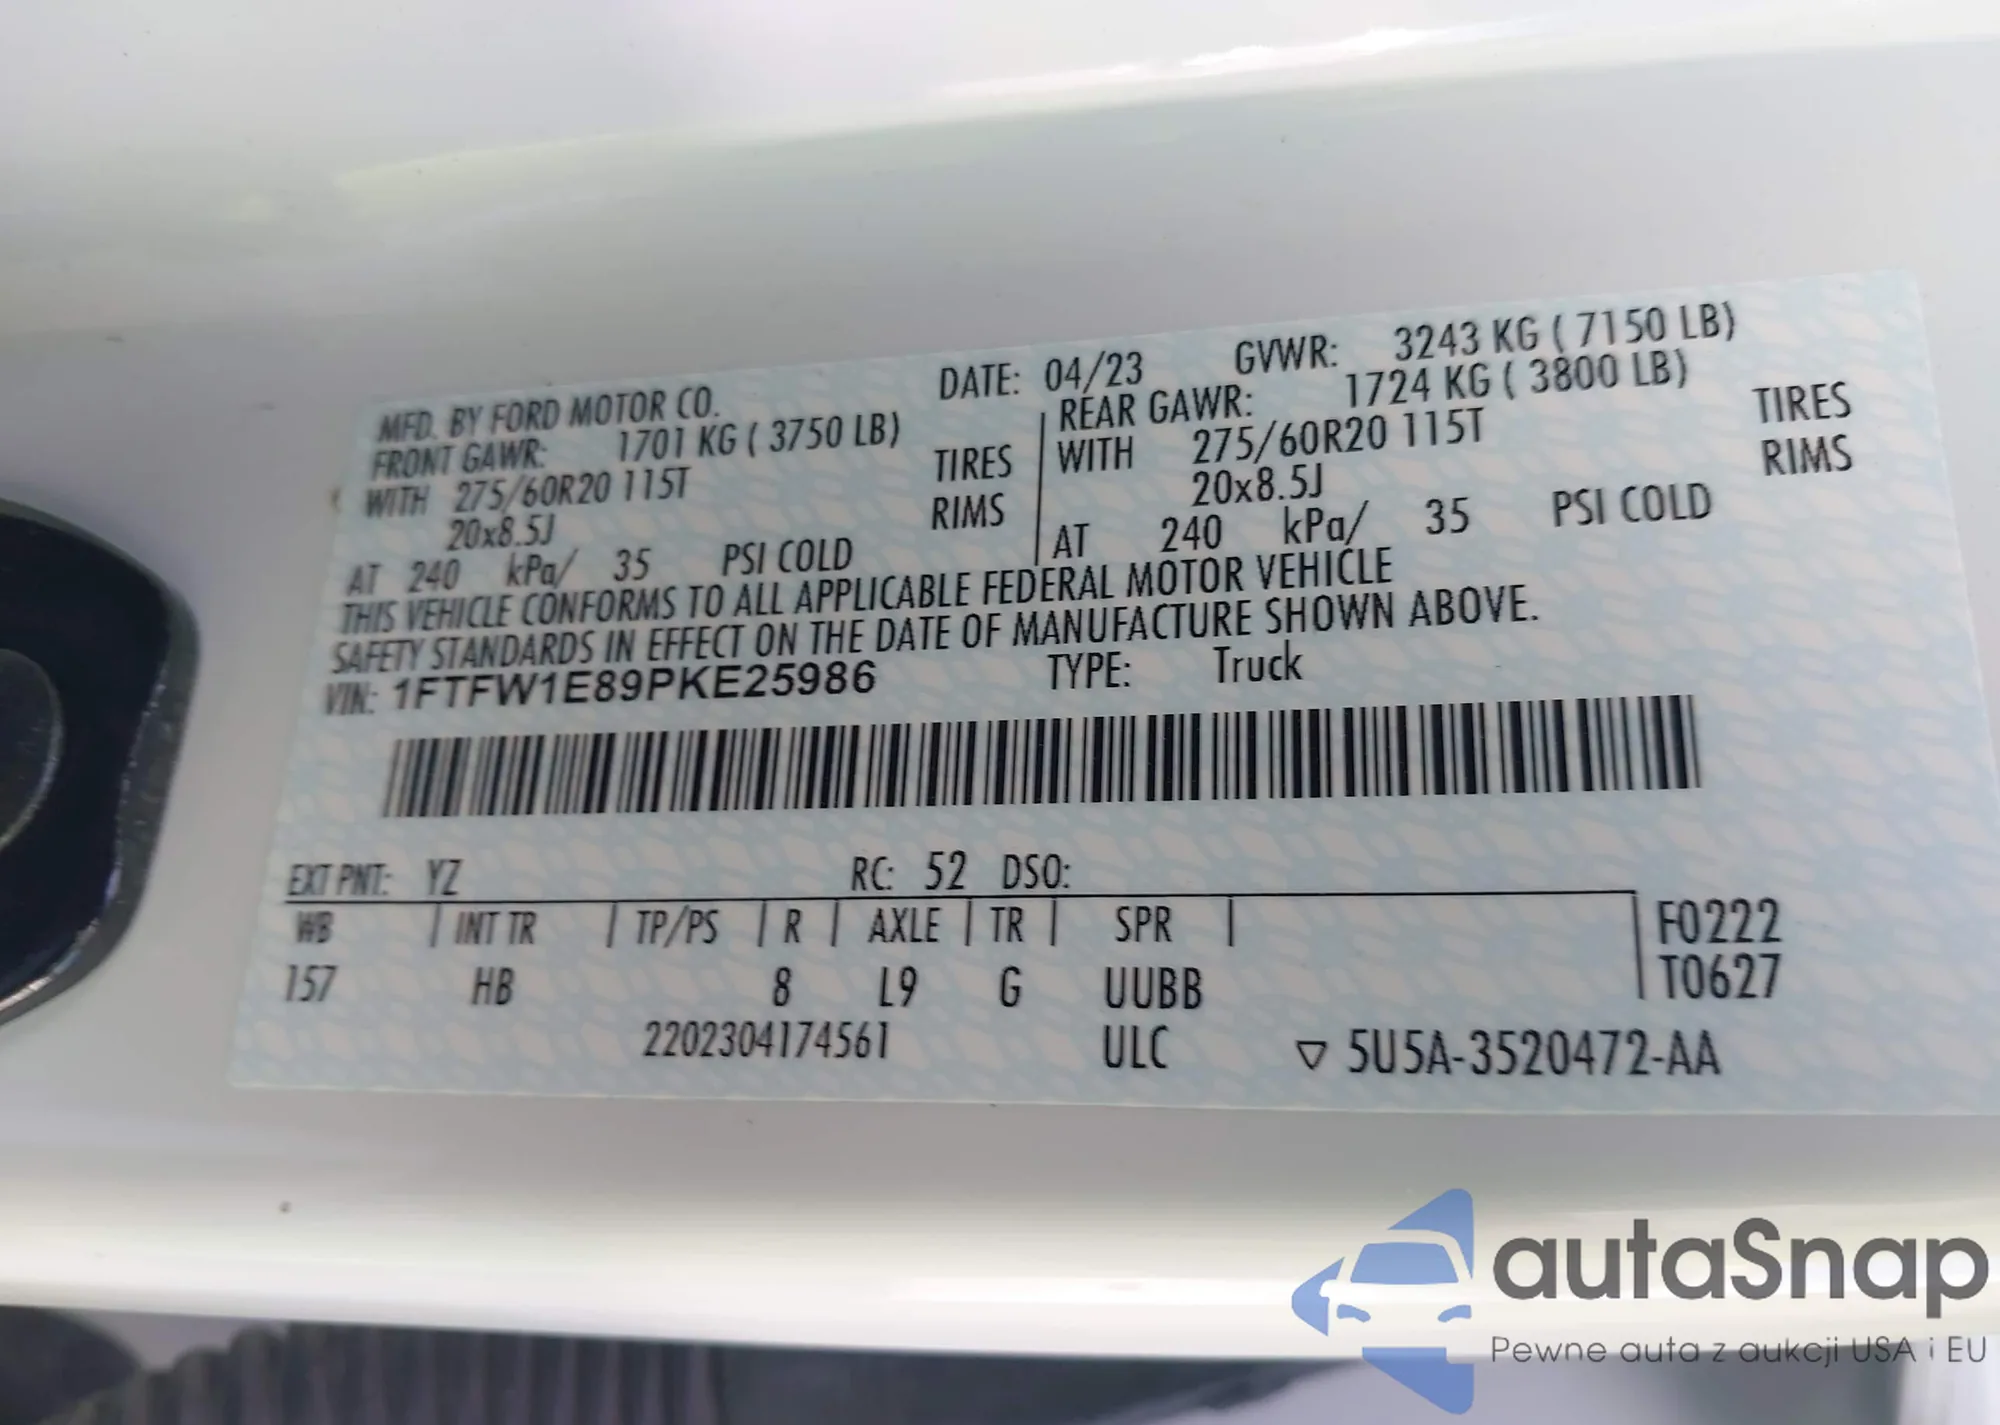 MFD. BY FORD MOTOR CO. DATE: 04/23 GVWR: 3243 KG ( 7150 LB)
FRONT GAWR: 1701 KG ( 3750 LB) REAR GAWR: 1724 KG ( 3800 LB)
WITH 275/60R20 115T TIRES WITH 275/60R20 115T TIRES
20x8.5J RIMS 20x8.5J RIMS
AT 240 kPa/ 35 PSI COLD AT 240 kPa/ 35 PSI COLD
THIS VEHICLE CONFORMS TO ALL APPLICABLE FEDERAL MOTOR VEHICLE
SAFETY STANDARDS IN EFFECT ON THE DATE OF MANUFACTURE SHOWN ABOVE.
VIN: 1FTFW1E89PKE25986 TYPE: Truck
EXT PNT: YZ RC: 52 DSO:
WB INT TR TP/PS R AXLE TR SPR F0222
157 HB 8 L9 G UUBB T0627
2202304174561 ULC ▽ 5U5A-3520472-AA
autaSnap
Pewne auta z aukcji USA i EU